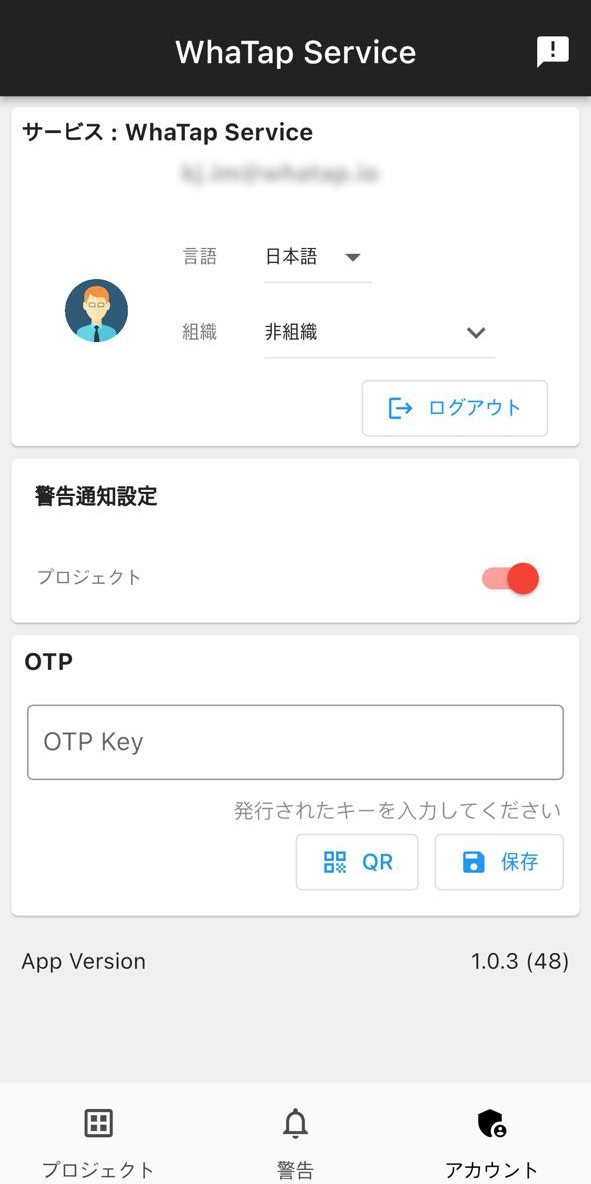 WhaTap Service
サービス : WhaTap Service
言語 日本語
組織 非組織
ログアウト
警告通知設定
プロジェクト
OTP
OTP Key
発行されたキーを入力してください
QR 保存
App Version 1.0.3 (48)
プロジェクト 警告 アカウント